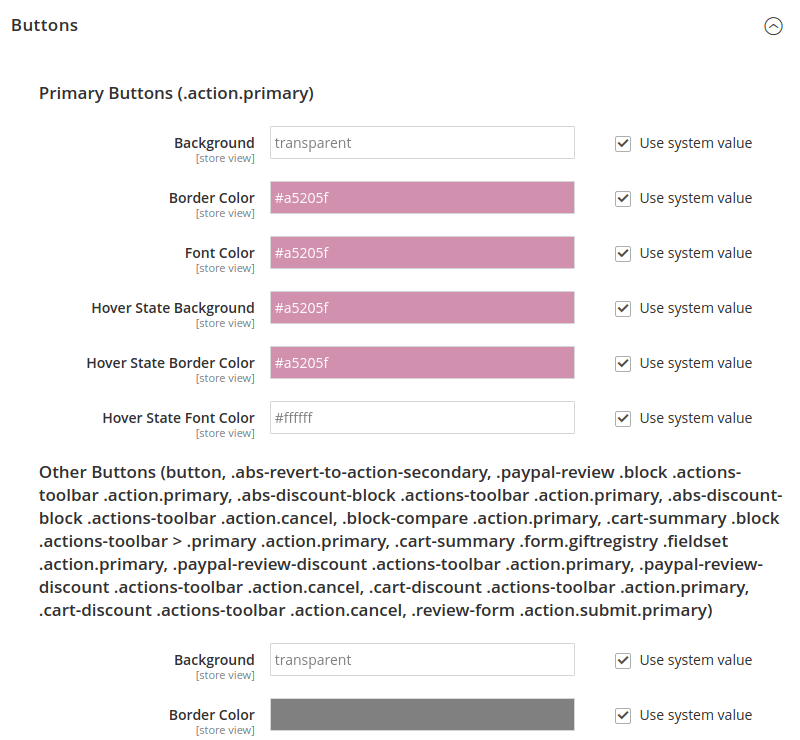 Buttons
Primary Buttons (.action.primary)
Background
transparent
Use system value
[store view]
Border Color
#a5205f
Use system value
[store view]
Font Color
#a5205f
Use system value
[store view]
Hover State Background
#a5205f
Use system value
[store view]
Hover State Border Color
#a5205f
Use system value
[store view]
Hover State Font Color
#ffffff
Use system value
[store view]
Other Buttons (button, .abs-revert-to-action-secondary, .paypal-review .block .actions-
toolbar .action.primary, .abs-discount-block .actions-toolbar .action.primary, .abs-discount-
block .actions-toolbar .action.cancel, .block-compare .action.primary, .cart-summary .block
.actions-toolbar > .primary .action.primary, .cart-summary .form.giftregistry .fieldset
.action.primary, .paypal-review-discount .actions-toolbar .action.primary, .paypal-review-
discount .actions-toolbar .action.cancel, .cart-discount .actions-toolbar .action.primary,
.cart-discount .actions-toolbar .action.cancel, .review-form .action.submit.primary)
Background
transparent
Use system value
[store view]
Border Color
Use system value
[store view]